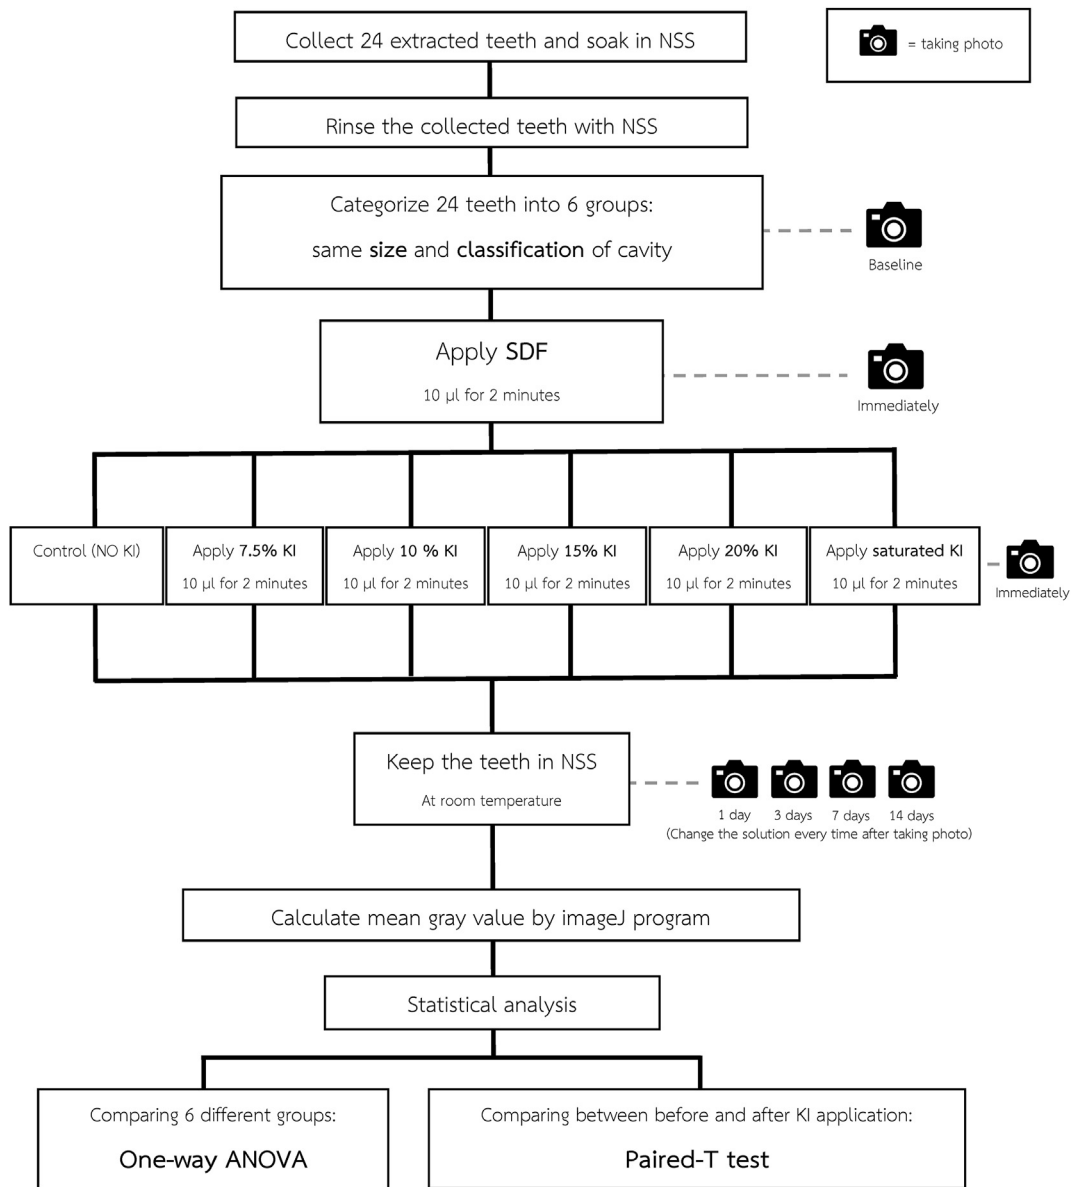 Collect 24 extracted teeth and soak in NSS
= taking photo
Rinse the collected teeth with NSS
Categorize 24 teeth into 6 groups:
same size and classification of cavity
Baseline
Apply SDF
10 µl for 2 minutes
Immediately
Control (NO KI)
Apply 7.5% KI
10 µl for 2 minutes
Apply 10 % KI
10 µl for 2 minutes
Apply 15% KI
10 µl for 2 minutes
Apply 20% KI
10 µl for 2 minutes
Apply saturated KI
10 µl for 2 minutes
Immediately
Keep the teeth in NSS
At room temperature
1 day 3 days 7 days 14 days
(Change the solution every time after taking photo)
Calculate mean gray value by imageJ program
Statistical analysis
Comparing 6 different groups:
One-way ANOVA
Comparing between before and after KI application:
Paired-T test